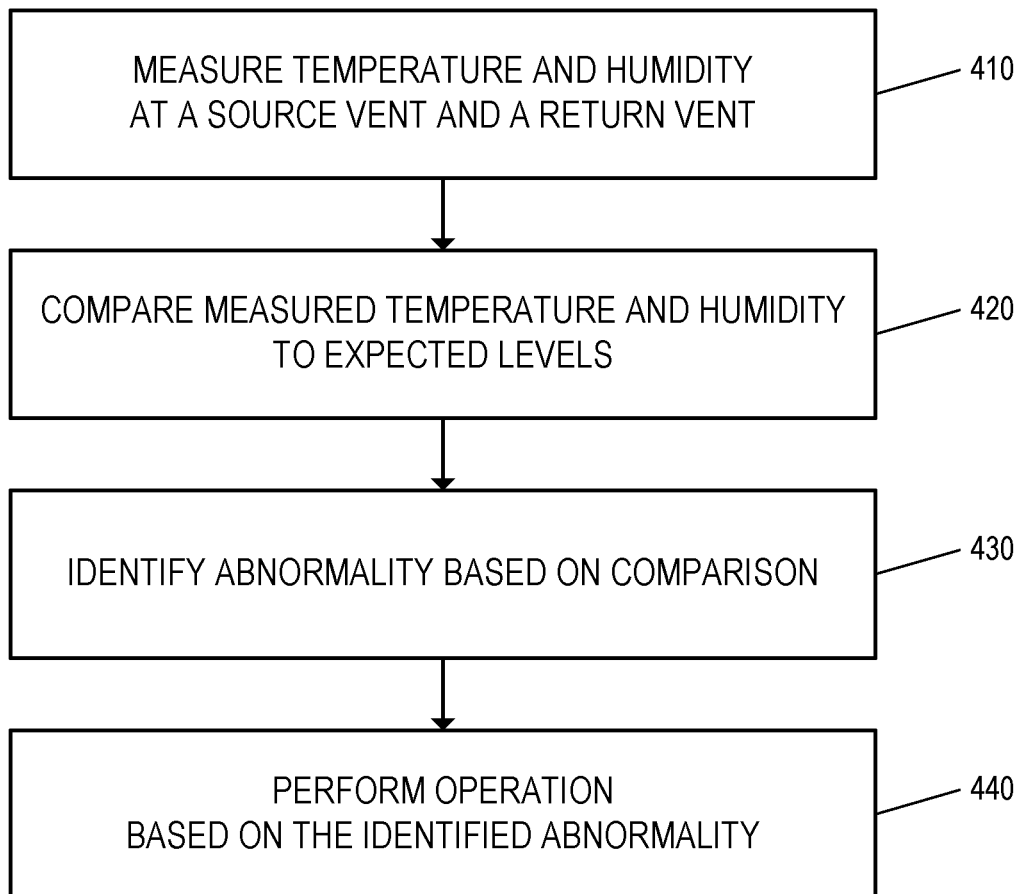 MEASURE TEMPERATURE AND HUMIDITY
AT A SOURCE VENT AND A RETURN VENT
410
COMPARE MEASURED TEMPERATURE AND HUMIDITY
TO EXPECTED LEVELS
420
IDENTIFY ABNORMALITY BASED ON COMPARISON
430
PERFORM OPERATION
BASED ON THE IDENTIFIED ABNORMALITY
440